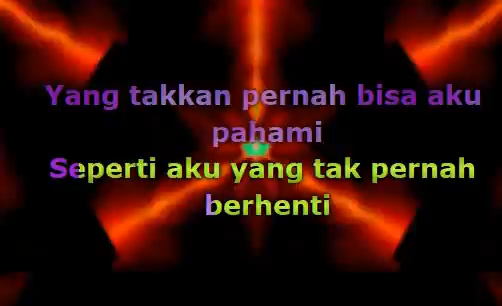 Yang takkan pernah bisa aku
pahami
Seperti aku yang tak pernah
berhenti